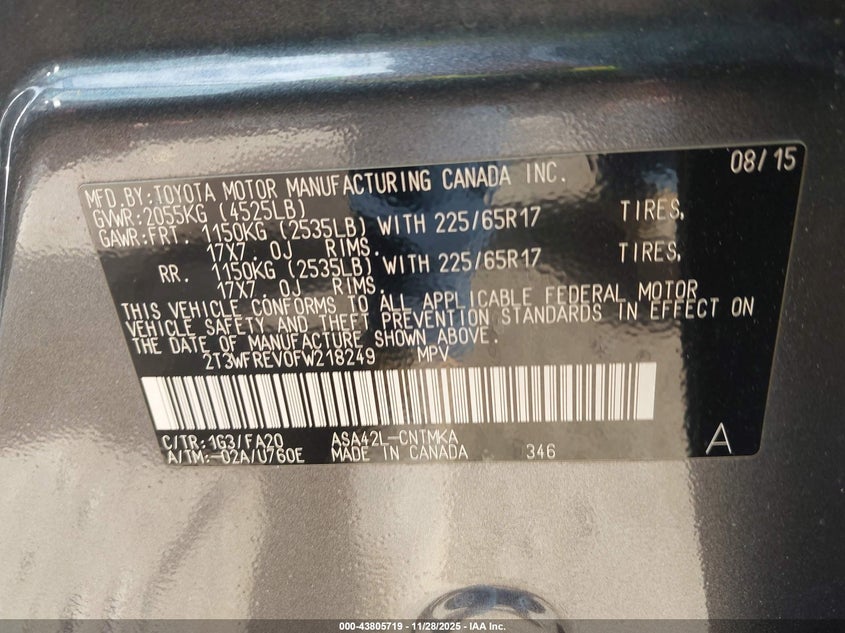 08/15
MFD.BY:TOYOTA MOTOR MANUFACTURING CANADA INC.
GVWR:2055KG (4525LB)
GAWR:FRT. 1150KG (2535LB) WITH 225/65R17 TIRES,
17X7.0J RIMS.
RR. 1150KG (2535LB) WITH 225/65R17 TIRES,
17X7.0J RIMS.
THIS VEHICLE CONFORMS TO ALL APPLICABLE FEDERAL MOTOR
VEHICLE SAFETY AND THEFT PREVENTION STANDARDS IN EFFECT ON
THE DATE OF MANUFACTURE SHOWN ABOVE.
2T3WFREV0FW218249 MPV
C/TR:1G3/FA20 ASA42L-CNTMKA
A/TM:-02A/U760E MADE IN CANADA 346 A
000-43805719 - 11/28/2025 - IAA Inc.